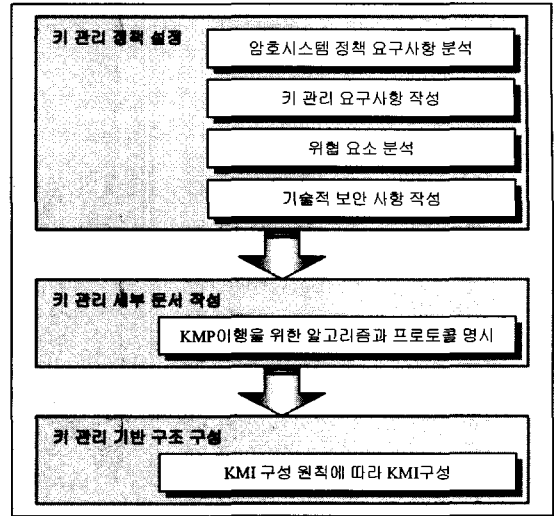 키 관리 정책 설정
암호시스템 정책 요구사항 분석
키 관리 요구사항 작성
위협 요소 분석
기술적 보안 사항 작성
키 관리 세부 문서 작성
KMP이행을 위한 알고리즘과 프로토콜 명시
키 관리 기반 구조 구성
KMI 구성 원칙에 따라 KMI구성